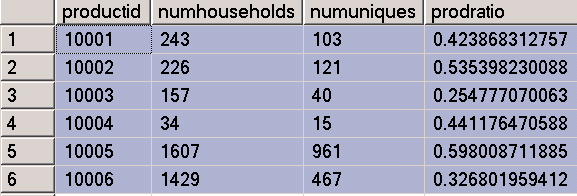 productid numhouseholds numuniques prodratio
1 10001 243 103 0.423868312757
2 10002 226 121 0.535398230088
3 10003 157 40 0.254777070063
4 10004 34 15 0.441176470588
5 10005 1607 961 0.598008711885
6 10006 1429 467 0.326801959412